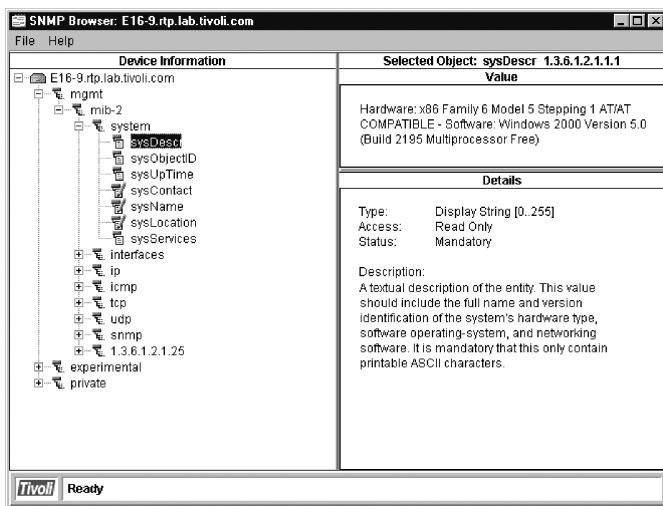 SNMP Browser: E16-9.rtp.lab.tivoli.com
File Help
Device Information
E16-9.rtp.lab.tivoli.com
mgmt
mib-2
system
sysDescr
sysObjectID
sysUpTime
sysContact
sysName
sysLocation
sysServices
interfaces
ip
icmp
tcp
udp
snmp
1.3.6.1.2.1.25
experimental
private
Selected Object: sysDescr 1.3.6.1.2.1.1.1
Value
Hardware: x86 Family 6 Model 5 Stepping 1 AT/AT
COMPATIBLE - Software: Windows 2000 Version 5.0
(Build 2195 Multiprocessor Free)
Details
Type: Display String [0..255]
Access: Read Only
Status: Mandatory
Description:
A textual description of the entity. This value
should include the full name and version
identification of the system's hardware type,
software operating-system, and networking
software. It is mandatory that this only contain
printable ASCII characters.
Tivoli Ready